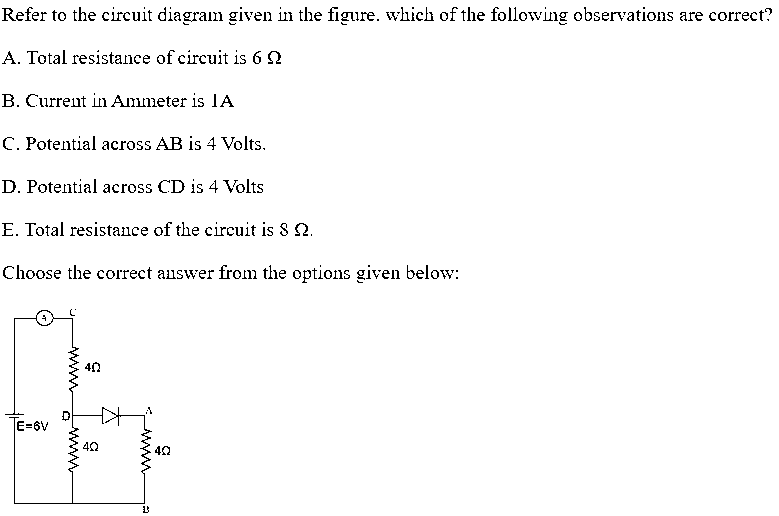 Refer to the circuit diagram given in the figure. which of the following observations are correct?
A. Total resistance of circuit is 6 Ω
B. Current in Ammeter is 1A
C. Potential across AB is 4 Volts.
D. Potential across CD is 4 Volts
E. Total resistance of the circuit is 8 Ω.
Choose the correct answer from the options given below:
A C
4Ω
D A
E=6V
4Ω 4Ω
B